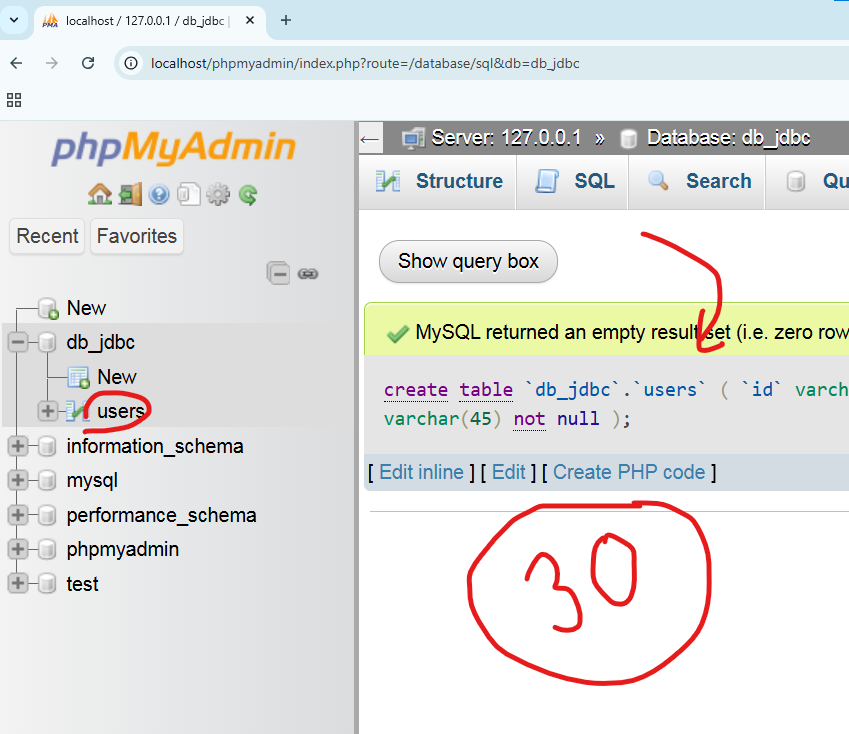 localhost / 127.0.0.1 / db_jdbc |
localhost/phpmyadmin/index.php?route=/database/sql&db=db_jdbc
phpMyAdmin
Recent Favorites
New
db_jdbc
New
users
information_schema
mysql
performance_schema
phpmyadmin
test
Server: 127.0.0.1 » Database: db_jdbc
Structure SQL Search Qu
Show query box
MySQL returned an empty result set (i.e. zero row
create table `db_jdbc`.`users` ( `id` varch
varchar(45) not null );
[ Edit inline ] [ Edit ] [ Create PHP code ]
30